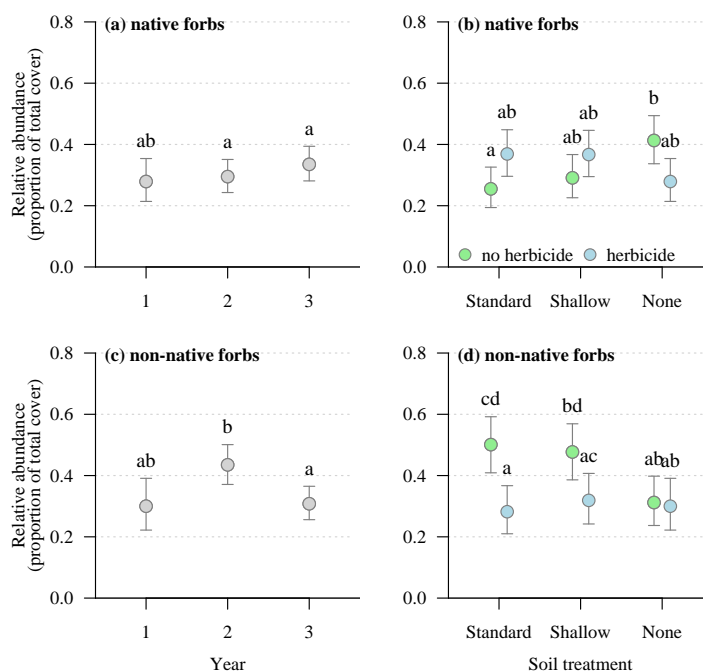 (a) native forbs
Relative abundance
(proportion of total cover)
0.8
0.6
0.4
0.2
0.0
ab
a
a
1
2
3
(b) native forbs
0.8
0.6
0.4
0.2
0.0
a
ab
ab
ab
b
ab
no herbicide
herbicide
Standard
Shallow
None
(c) non-native forbs
Relative abundance
(proportion of total cover)
0.8
0.6
0.4
0.2
0.0
ab
b
a
1
2
3
Year
(d) non-native forbs
0.8
0.6
0.4
0.2
0.0
cd
a
bd
ac
ab
ab
Standard
Shallow
None
Soil treatment